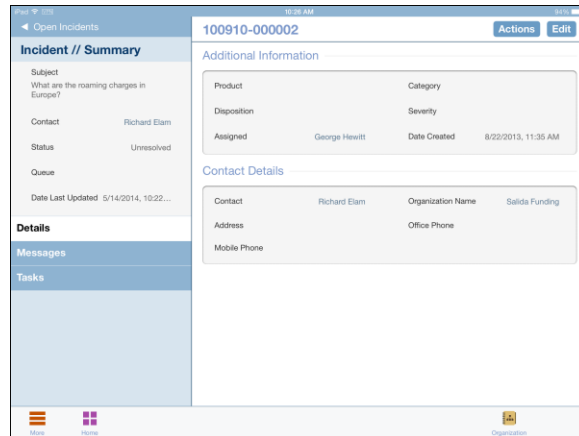 iPad
10:26 AM
94%
Open Incidents
100910-000002
Actions
Edit
Incident // Summary
Subject
What are the roaming charges in
Europe?
Contact Richard Elam
Status Unresolved
Queue
Date Last Updated 5/14/2014, 10:22...
Details
Messages
Tasks
Additional Information
Product Category
Disposition Severity
Assigned George Hewitt Date Created 8/22/2013, 11:35 AM
Contact Details
Contact Richard Elam Organization Name Salida Funding
Address Office Phone
Mobile Phone
More
Home
Organization